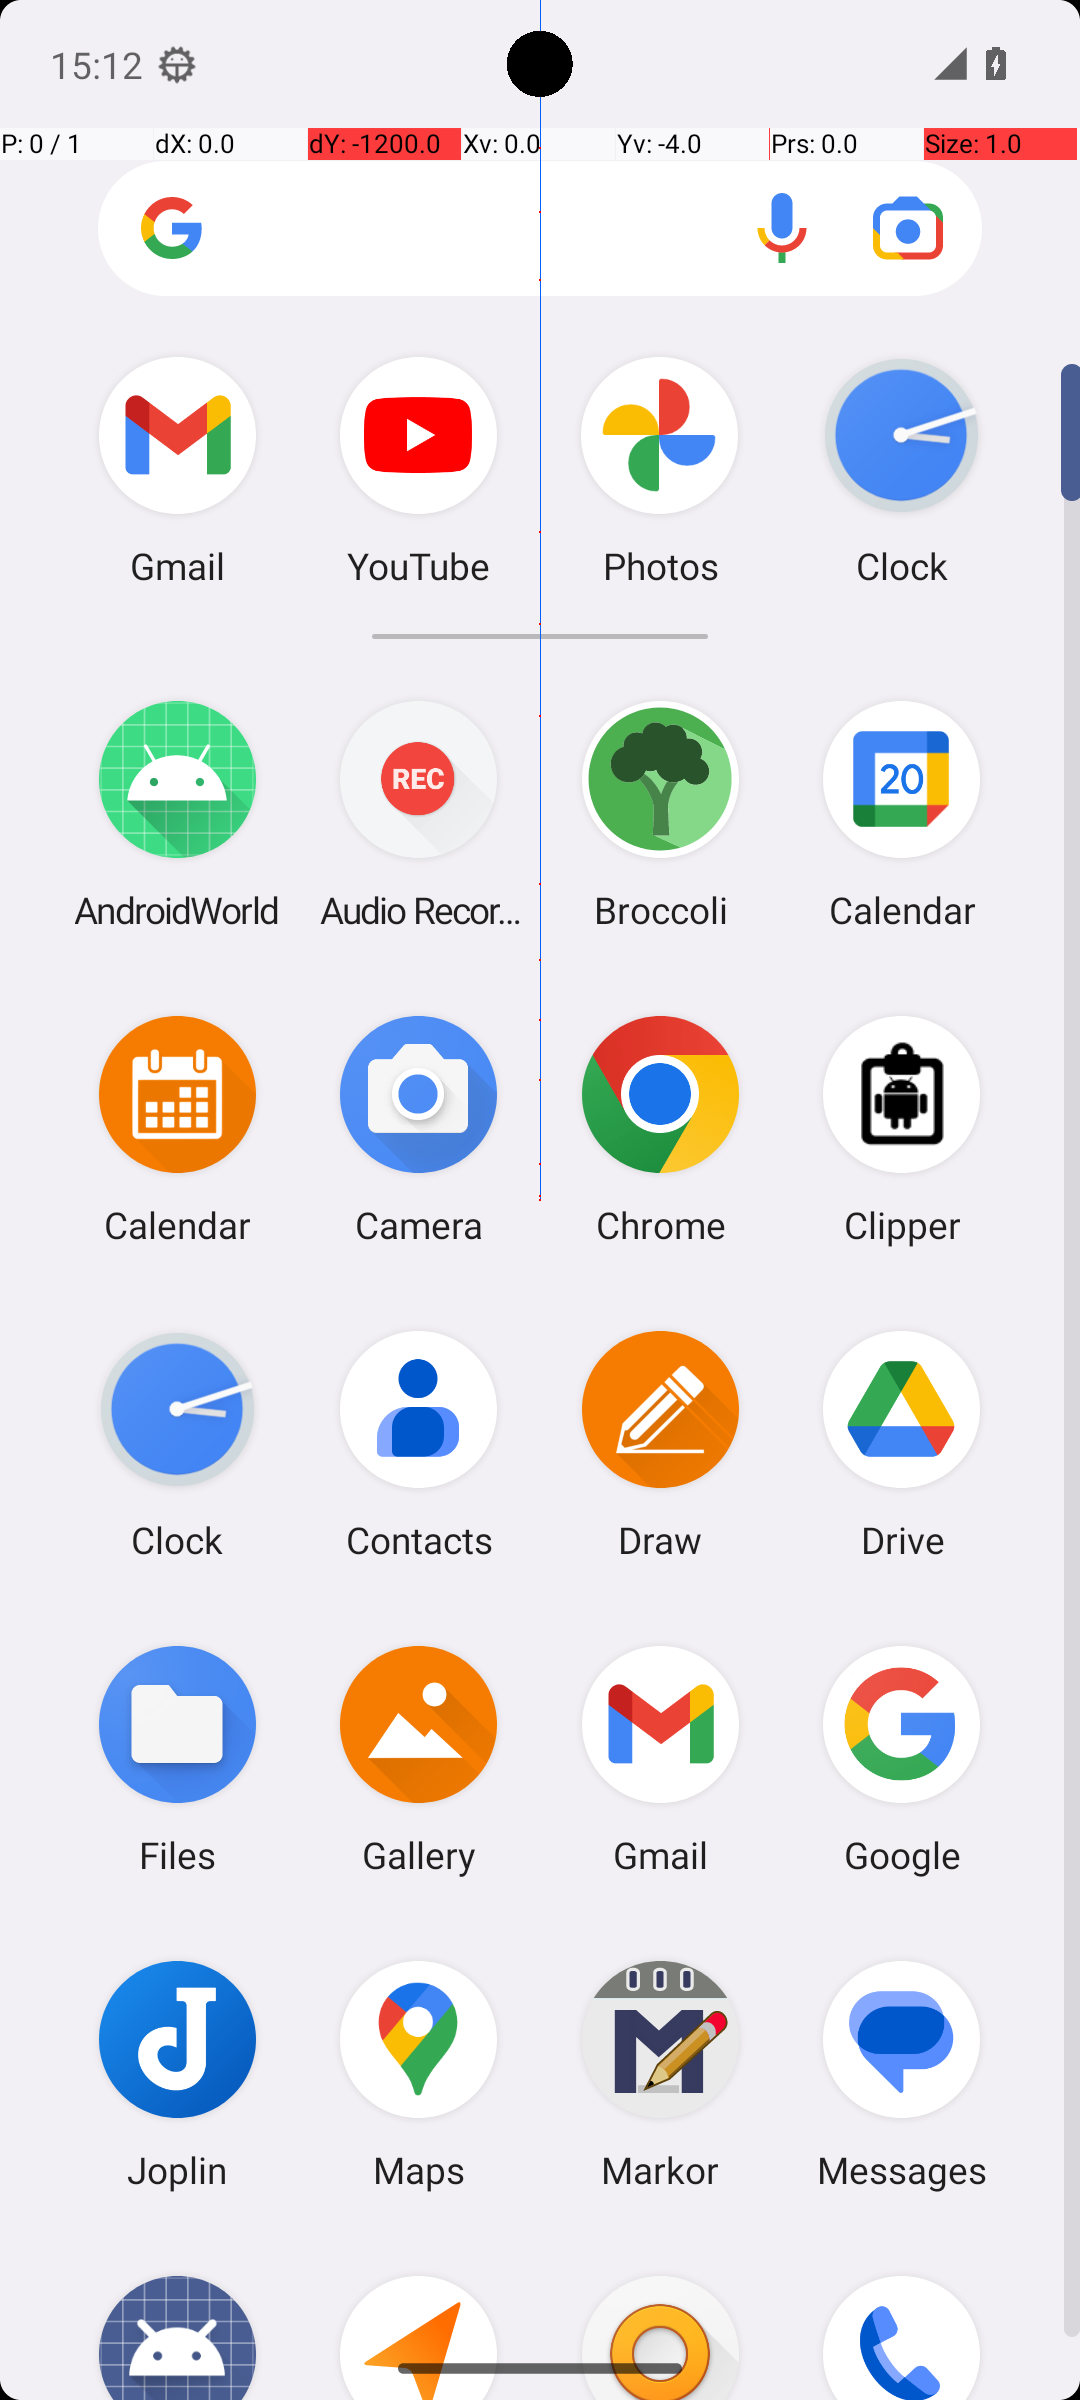 15:12
P: 0 / 1 dX: 0.0 dY: -1200.0 Xv: 0.0 Yv: -4.0 Prs: 0.0 Size: 1.0
Gmail YouTube Photos Clock
REC
20
AndroidWorld Audio Recor... Broccoli Calendar
Calendar Camera Chrome Clipper
Clock Contacts Draw Drive
Files Gallery Gmail Google
Joplin Maps Markor Messages